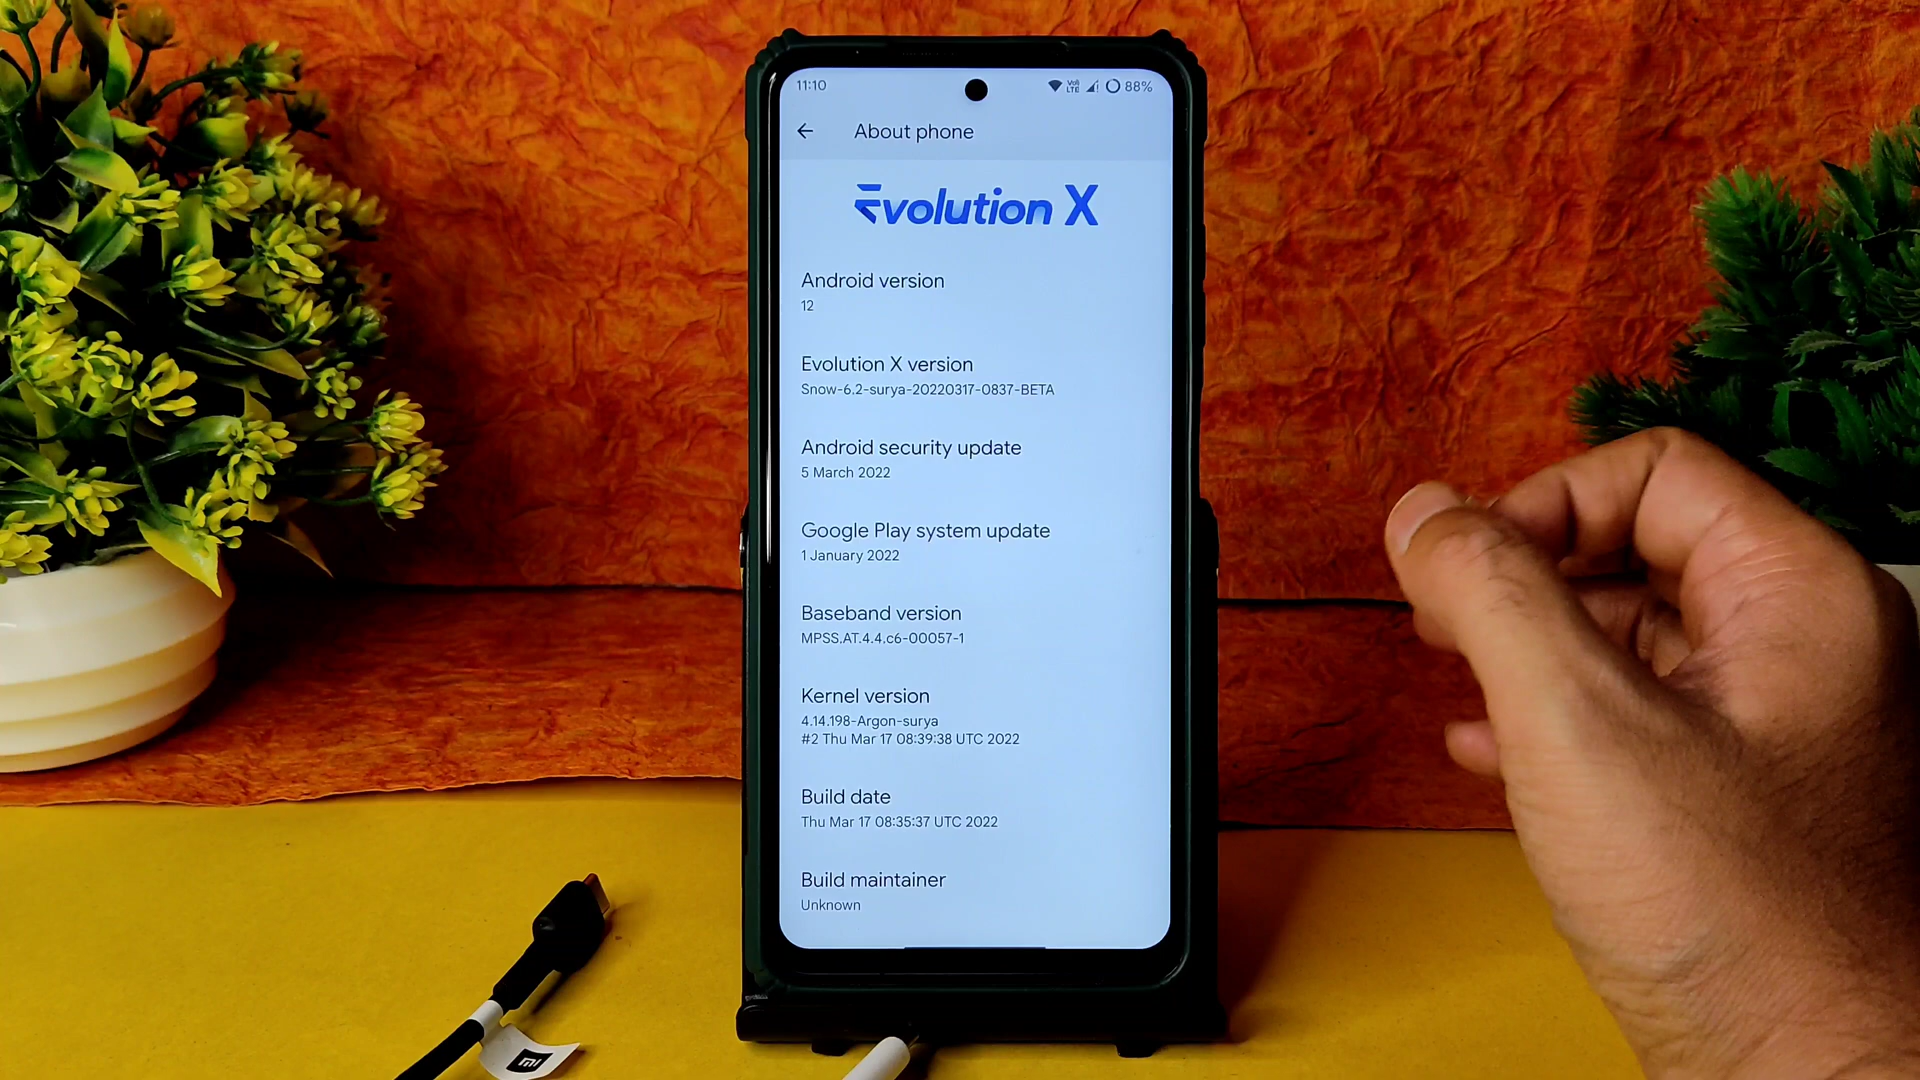 11:10
Vo))
LTE
88%
About phone
Evolution X
Android version
12
Evolution X version
Snow-6.2-surya-20220317-0837-BETA
Android security update
5 March 2022
Google Play system update
1 January 2022
Baseband version
MPSS.AT.4.4.c6-00057-1
Kernel version
4.14.198-Argon-surya
#2 Thu Mar 17 08:39:38 UTC 2022
Build date
Thu Mar 17 08:35:37 UTC 2022
Build maintainer
Unknown
mi